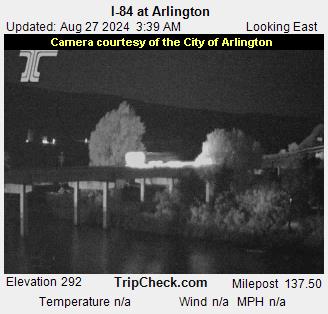 I-84 at Arlington
Updated: Aug 27 2024 3:39 AM Looking East
Camera courtesy of the City of Arlington
Elevation 292 TripCheck.com Milepost 137.50
Temperature n/a Wind n/a MPH n/a